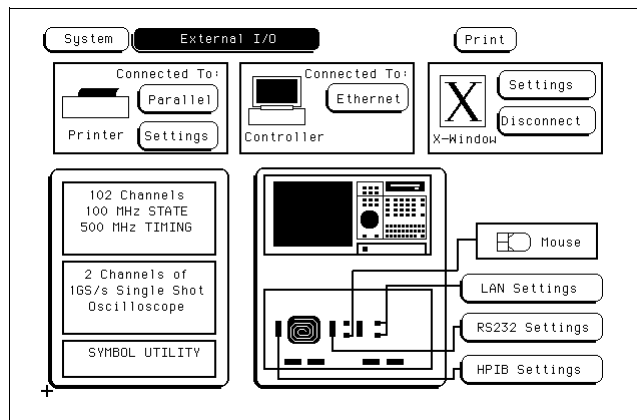 System
External I/O
Print
Connected To:
Parallel
Printer
Settings
Connected To:
Ethernet
Controller
X
X-Window
Settings
Disconnect
102 Channels
100 MHz STATE
500 MHz TIMING
2 Channels of
1GS/s Single Shot
Oscilloscope
SYMBOL UTILITY
Mouse
LAN Settings
RS232 Settings
HPIB Settings